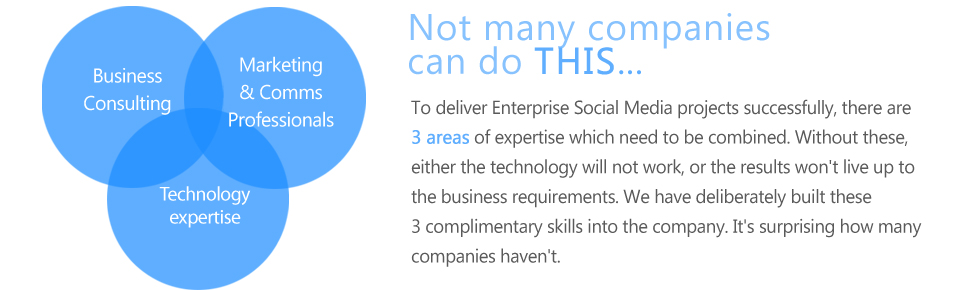 Business
Consulting
Marketing
& Comms
Professionals
Technology
expertise
Not many companies
can do THIS...
To deliver Enterprise Social Media projects successfully, there are
3 areas of expertise which need to be combined. Without these,
either the technology will not work, or the results won't live up to
the business requirements. We have deliberately built these
3 complimentary skills into the company. It's surprising how many
companies haven't.